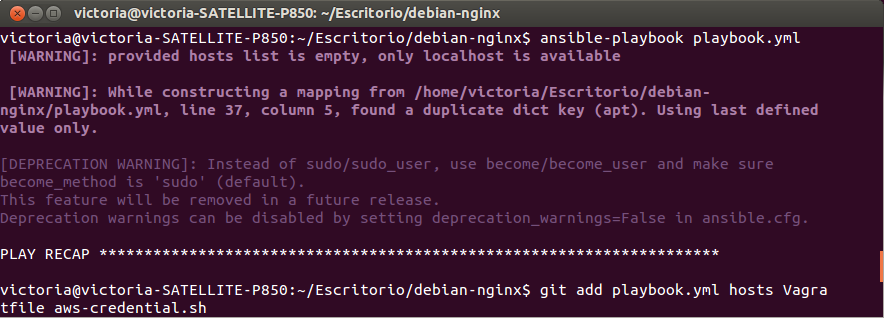 victoria@victoria-SATELLITE-P850: ~/Escritorio/debian-nginx
victoria@victoria-SATELLITE-P850:~/Escritorio/debian-nginx$ ansible-playbook playbook.yml
[WARNING]: provided hosts list is empty, only localhost is available
[WARNING]: While constructing a mapping from /home/victoria/Escritorio/debian-
nginx/playbook.yml, line 37, column 5, found a duplicate dict key (apt). Using last defined
value only.
[DEPRECATION WARNING]: Instead of sudo/sudo_user, use become/become_user and make sure
become_method is 'sudo' (default).
This feature will be removed in a future release.
Deprecation warnings can be disabled by setting deprecation_warnings=False in ansible.cfg.
PLAY RECAP *********************************************************************
victoria@victoria-SATELLITE-P850:~/Escritorio/debian-nginx$ git add playbook.yml hosts Vagra
tfile aws-credential.sh